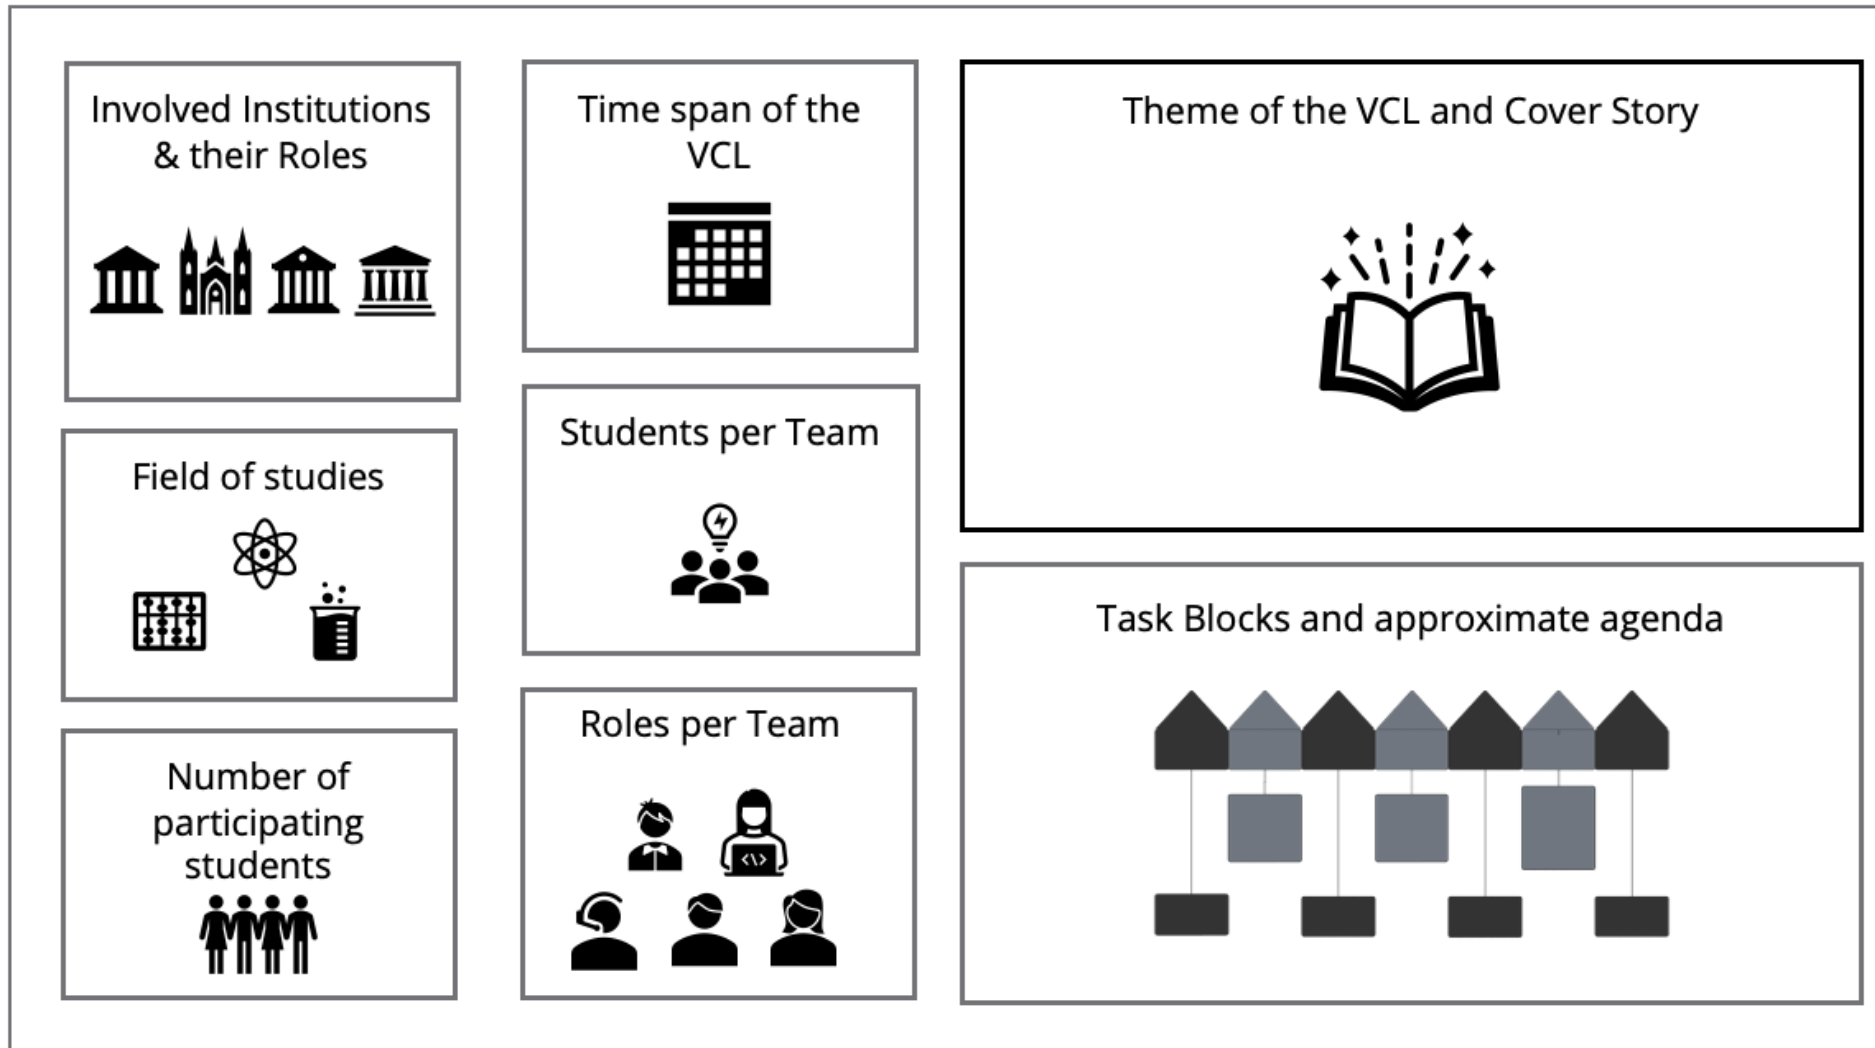 Involved Institutions
& their Roles
Field of studies
Number of
participating
students
Time span of the
VCL
Students per Team
Roles per Team
Theme of the VCL and Cover Story
Task Blocks and approximate agenda